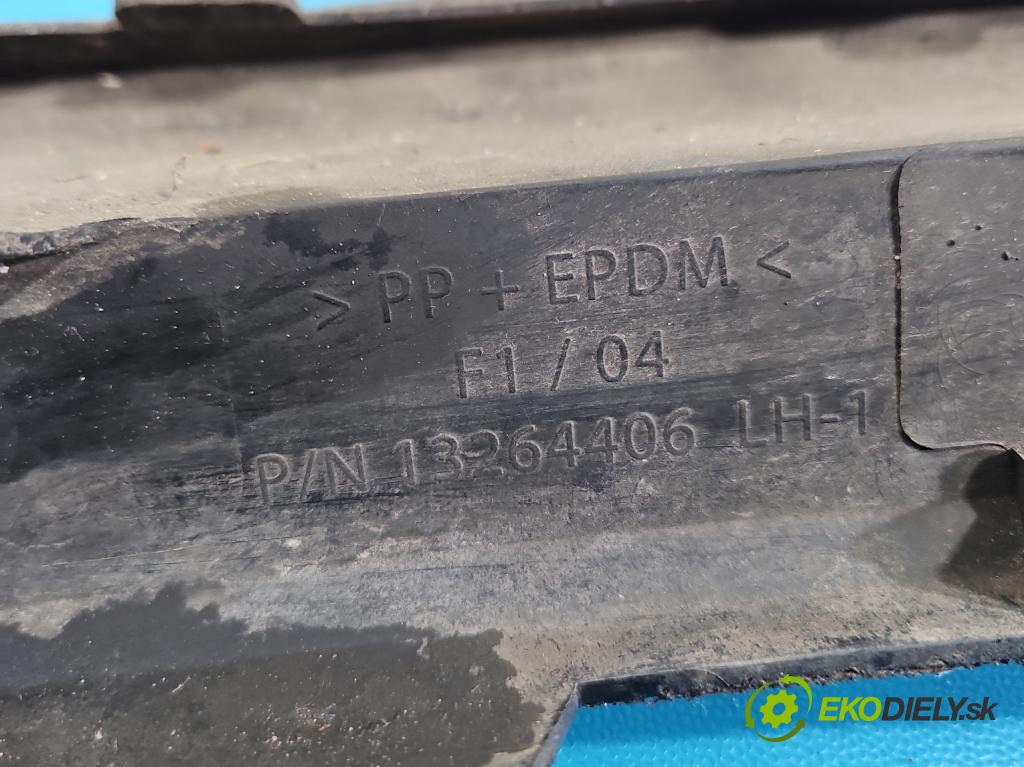 > PP + EPDM <
F1 / 04
P/N 13264406 LH-1
EKODIELY.sk